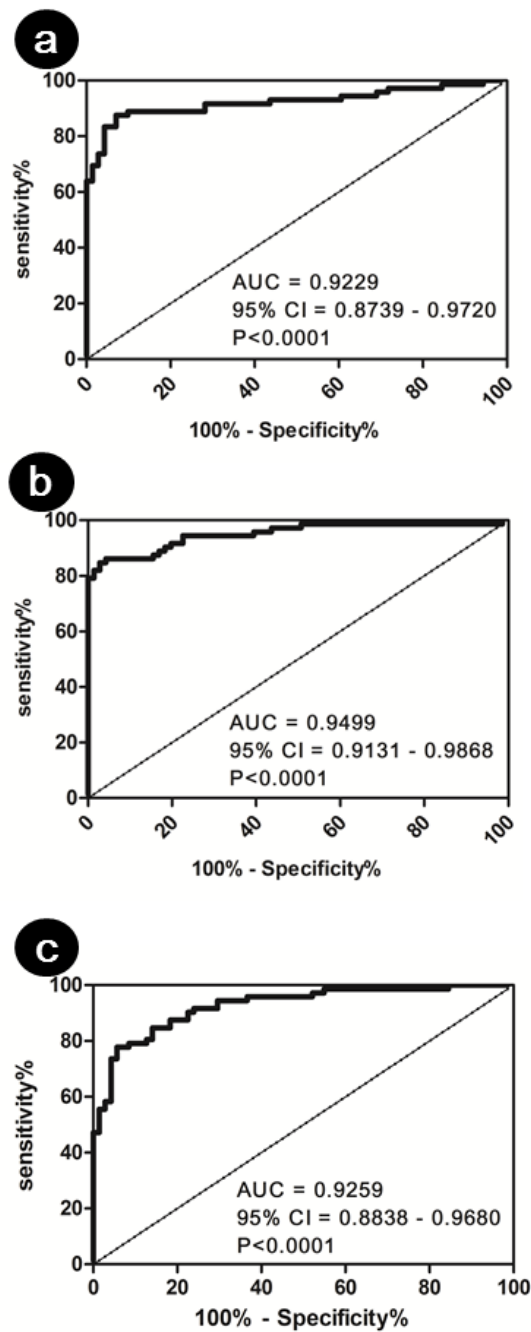 a
100
80
60
40
20
0
sensitivity%
AUC = 0.9229
95% CI = 0.8739 - 0.9720
P<0.0001
0 20 40 60 80 100
100% - Specificity%
b
100
80
60
40
20
0
sensitivity%
AUC = 0.9499
95% CI = 0.9131 - 0.9868
P<0.0001
0 20 40 60 80 100
100% - Specificity%
c
100
80
60
40
20
0
sensitivity%
AUC = 0.9259
95% CI = 0.8838 - 0.9680
P<0.0001
0 20 40 60 80 100
100% - Specificity%